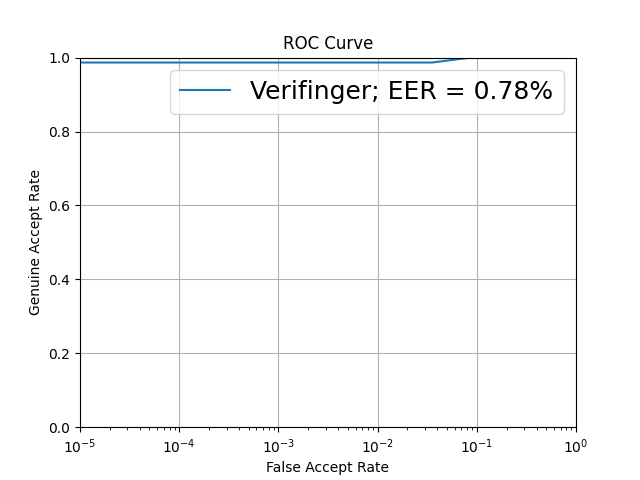 ROC Curve
Verifinger; EER = 0.78%
Genuine Accept Rate
1.0
0.8
0.6
0.4
0.2
0.0
10⁻⁵ 10⁻⁴ 10⁻³ 10⁻² 10⁻¹ 10⁰
False Accept Rate